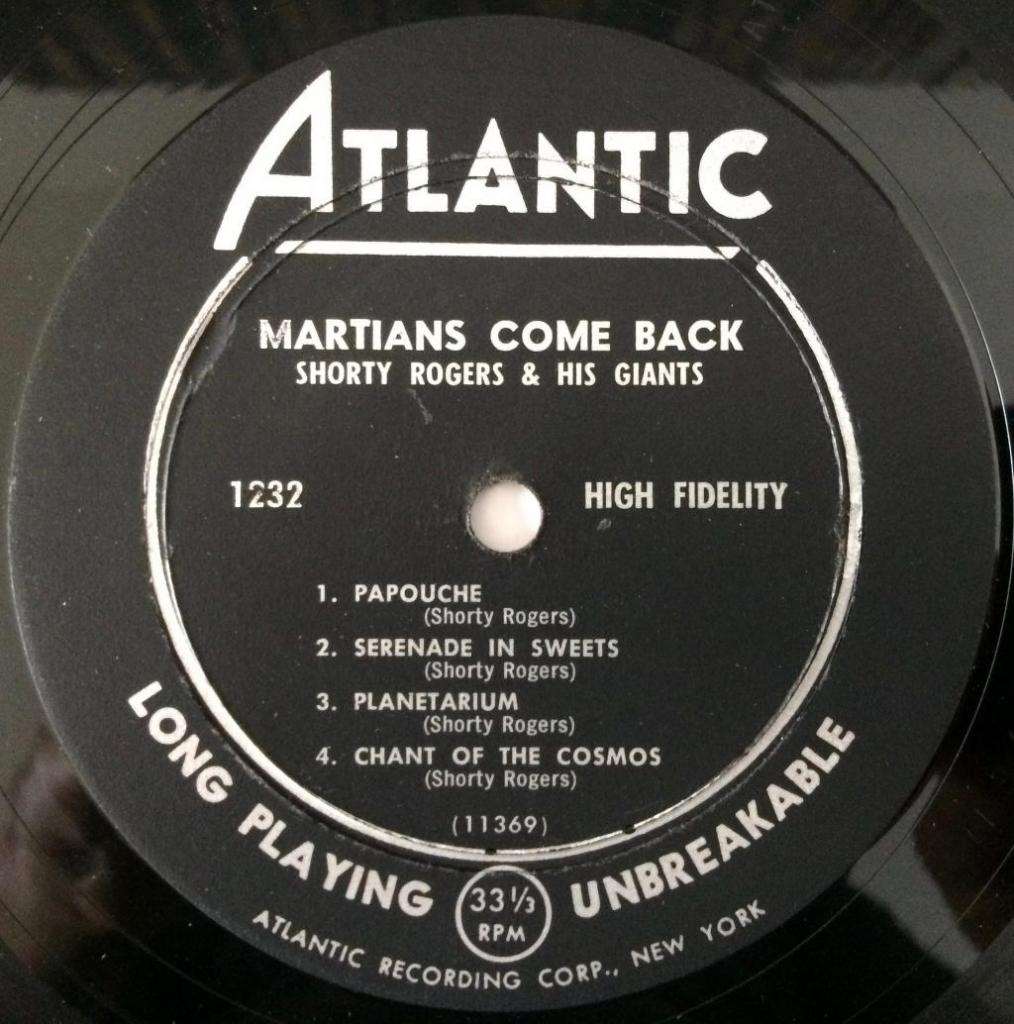 ATLANTIC
MARTIANS COME BACK
SHORTY ROGERS & HIS GIANTS
1232 HIGH FIDELITY
1. PAPOUCHE
(Shorty Rogers)
2. SERENADE IN SWEETS
(Shorty Rogers)
3. PLANETARIUM
(Shorty Rogers)
4. CHANT OF THE COSMOS
(Shorty Rogers)
(11369)
LONG PLAYING 33⅓ RPM UNBREAKABLE
ATLANTIC RECORDING CORP., NEW YORK